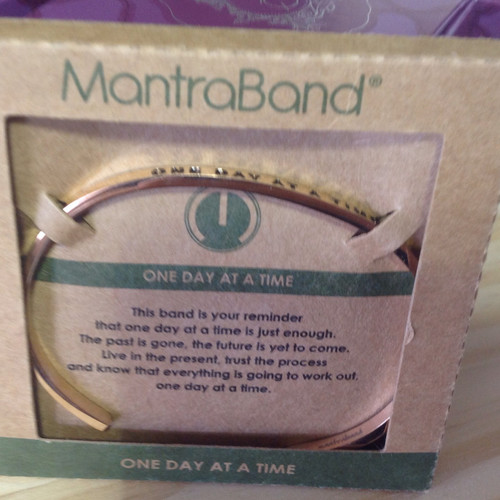 MantraBand®
ONE DAY AT A TIME
ONE DAY AT A TIME
This band is your reminder
that one day at a time is just enough.
The past is gone, the future is yet to come.
Live in the present, trust the process
and know that everything is going to work out,
one day at a time.
mantraband
ONE DAY AT A TIME